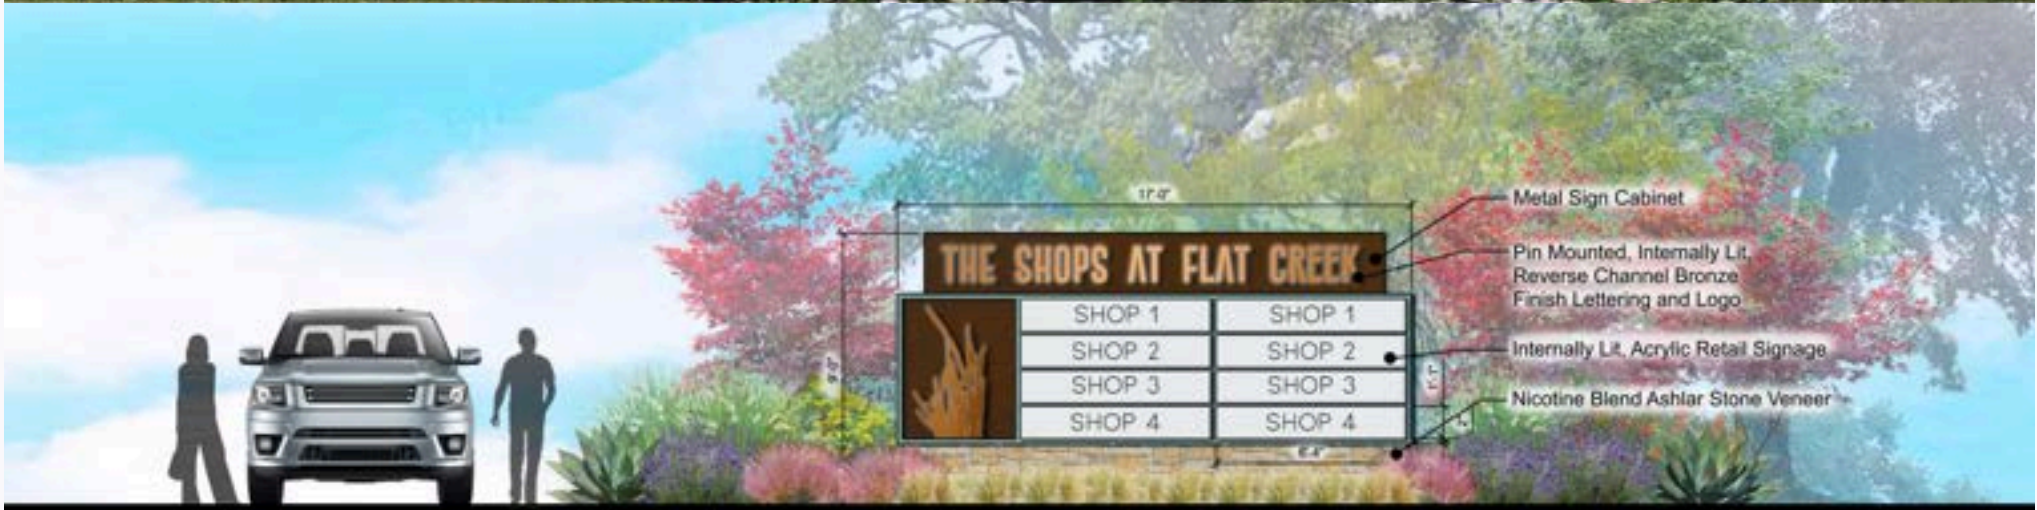 17'-0"
THE SHOPS AT FLAT CREEK
SHOP 1 SHOP 1
SHOP 2 SHOP 2
SHOP 3 SHOP 3
SHOP 4 SHOP 4
Metal Sign Cabinet
Pin Mounted, Internally Lit,
Reverse Channel Bronze
Finish Lettering and Logo
Internally Lit, Acrylic Retail Signage
Nicotine Blend Ashlar Stone Veneer
9'-0"